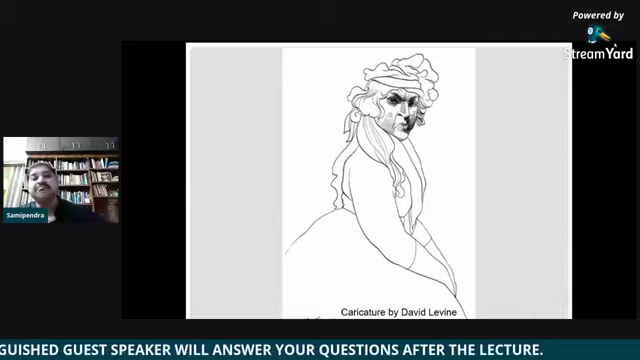 Powered by
StreamYard
Samipendra
Caricature by David Levine
GUISHED GUEST SPEAKER WILL ANSWER YOUR QUESTIONS AFTER THE LECTURE.